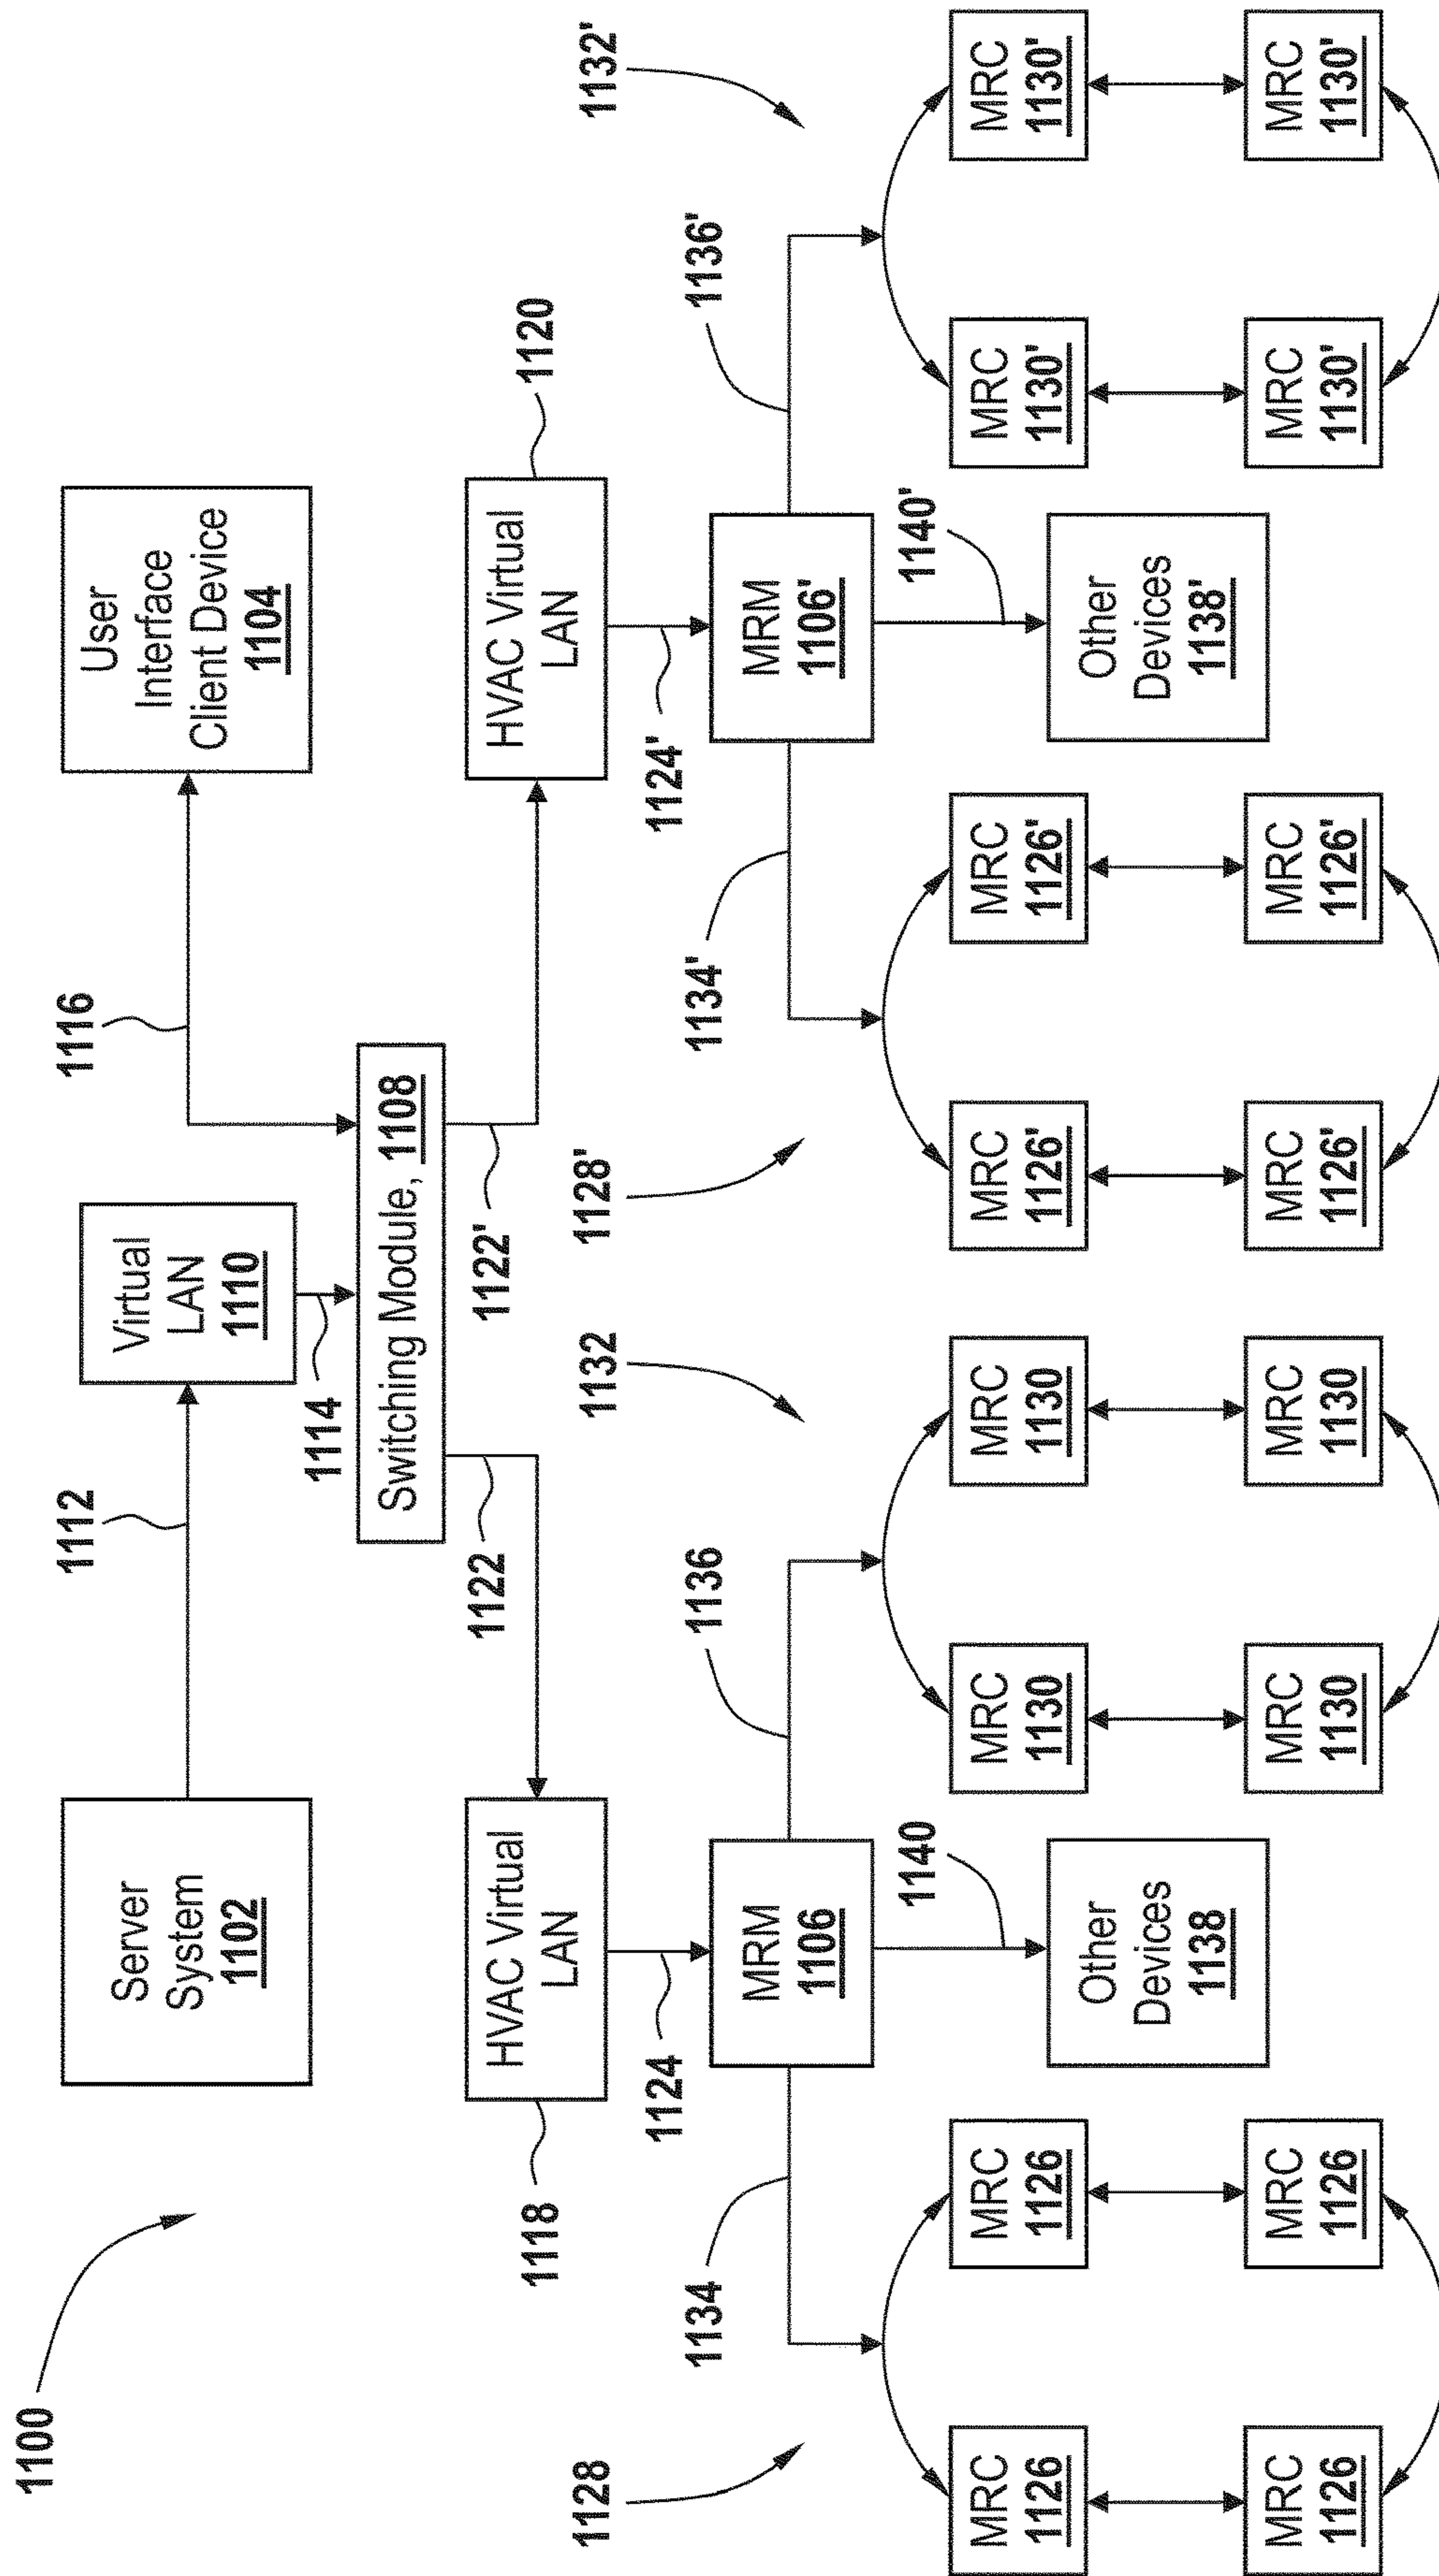 1100
Server
System
1102
1112
Virtual
LAN
1110
1114
1116
User
Interface
Client Device
1104
Switching Module, 1108
1122
1122'
HVAC Virtual
LAN
1118
HVAC Virtual
LAN
1120
1124
1124'
MRM
1106
MRM
1106'
1134
1136
1134'
1136'
1128
1132
1128'
1132'
1140
1140'
Other
Devices
1138
Other
Devices
1138'
MRC
1126
MRC
1126
MRC
1130
MRC
1130
MRC
1126'
MRC
1126'
MRC
1130'
MRC
1130'
MRC
1126
MRC
1126
MRC
1130
MRC
1130
MRC
1126'
MRC
1126'
MRC
1130'
MRC
1130'